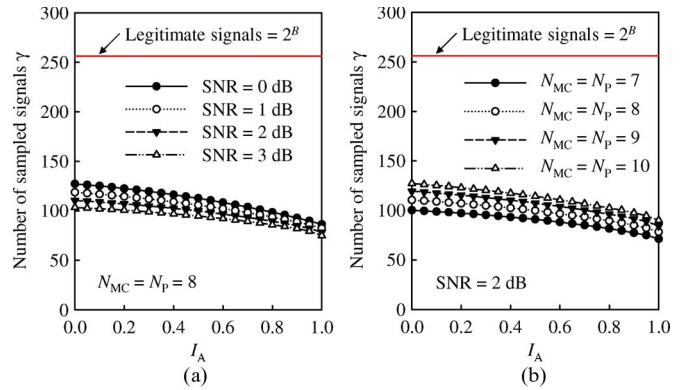 300
250
200
150
100
50
0
Number of sampled signals γ
Legitimate signals = 2^B
SNR = 0 dB
SNR = 1 dB
SNR = 2 dB
SNR = 3 dB
N_MC = N_P = 8
0.0 0.2 0.4 0.6 0.8 1.0
I_A
(a)
300
250
200
150
100
50
0
Number of sampled signals γ
Legitimate signals = 2^B
N_MC = N_P = 7
N_MC = N_P = 8
N_MC = N_P = 9
N_MC = N_P = 10
SNR = 2 dB
0.0 0.2 0.4 0.6 0.8 1.0
I_A
(b)